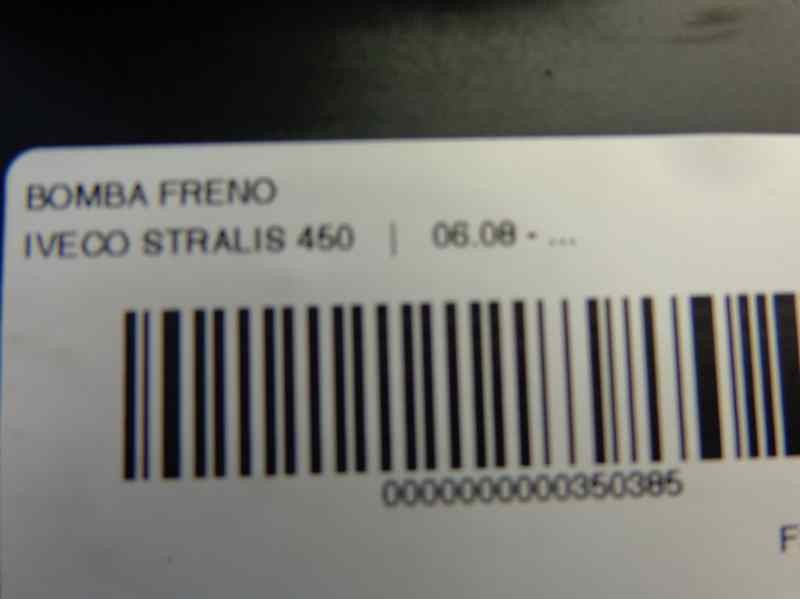 BOMBA FRENO
IVECO STRALIS 450 | 06.08 - ...
0000000000350385
F